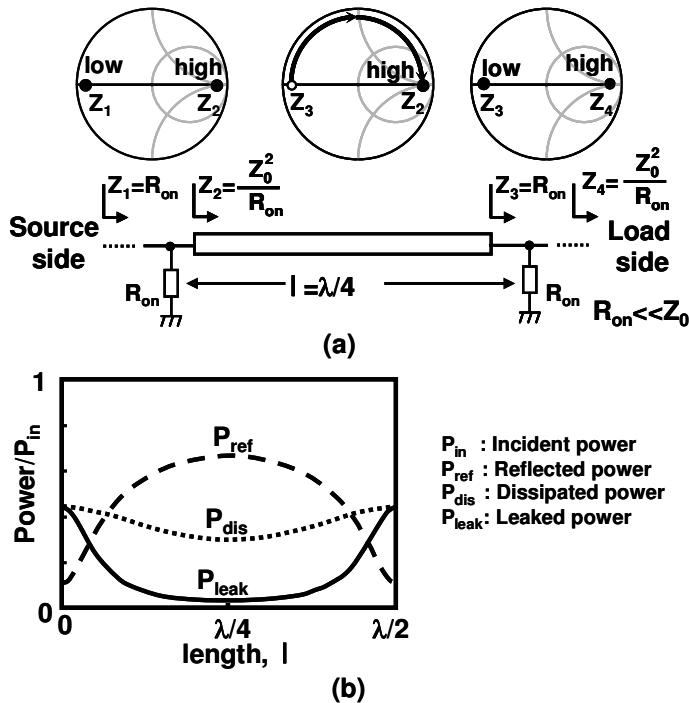 low high
Z1 Z2
high
Z3 Z2
low high
Z3 Z4
Z1=Ron Z2=Z0^2/Ron Z3=Ron Z4=Z0^2/Ron
Source side
Load side
Ron l=λ/4 Ron
Ron<<Z0
(a)
1
Power/Pin
Pref
Pdis
Pleak
0
0 λ/4 λ/2
length, l
Pin : Incident power
Pref : Reflected power
Pdis : Dissipated power
Pleak: Leaked power
(b)